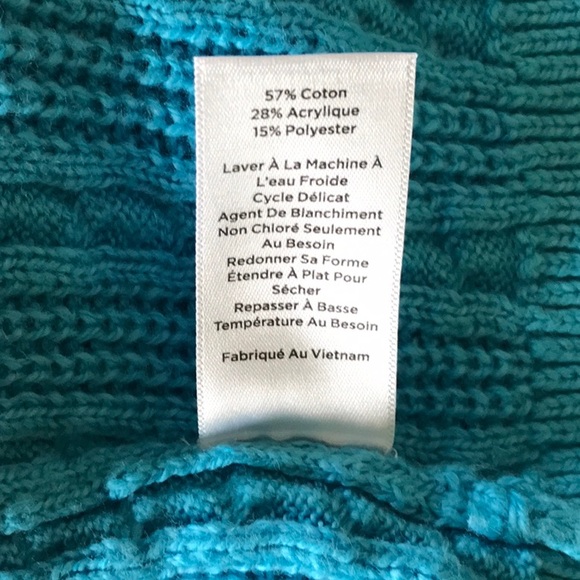 57% Coton
28% Acrylique
15% Polyester
Laver À La Machine À
L'eau Froide
Cycle Délicat
Agent De Blanchiment
Non Chloré Seulement
Au Besoin
Redonner Sa Forme
Étendre À Plat Pour
Sécher
Repasser À Basse
Température Au Besoin
Fabriqué Au Vietnam